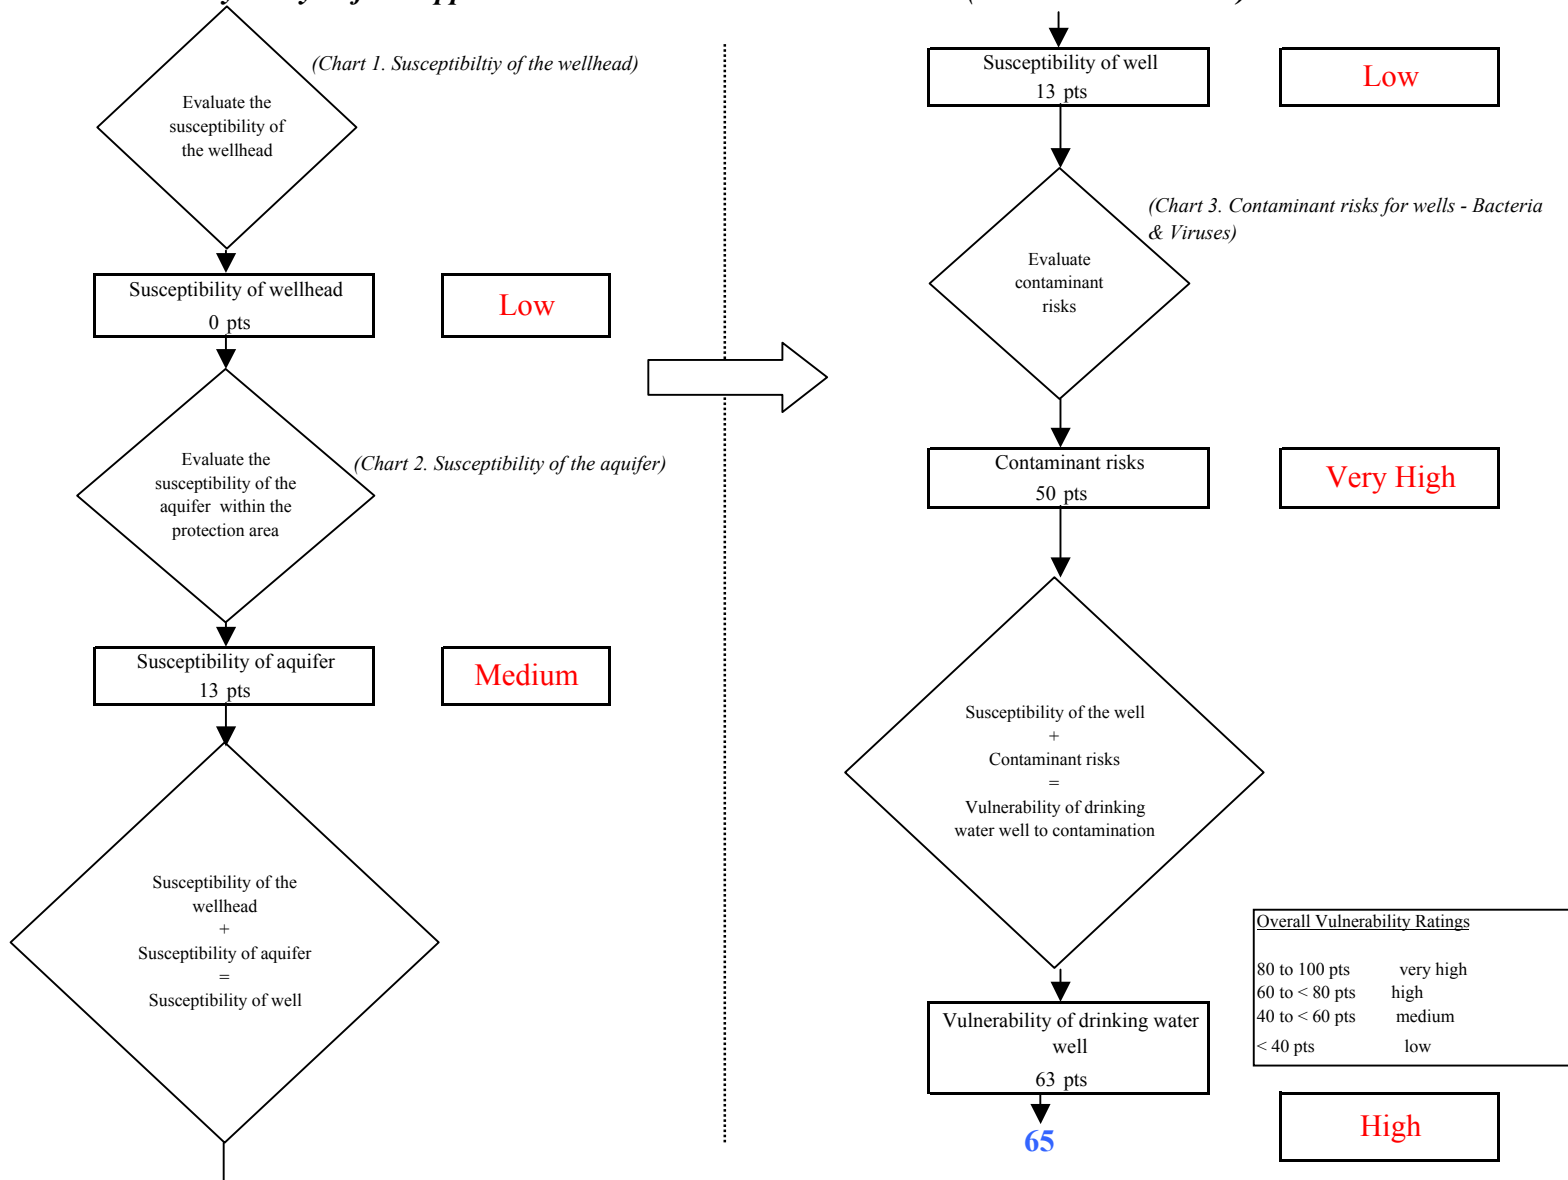 (Chart 1. Susceptibiltiy of the wellhead)
Evaluate the
susceptibility of
the wellhead
Susceptibility of wellhead
0 pts
Low
Evaluate the
susceptibility of the
aquifer within the
protection area
(Chart 2. Susceptibility of the aquifer)
Susceptibility of aquifer
13 pts
Medium
Susceptibility of the
wellhead
+
Susceptibility of aquifer
=
Susceptibility of well
Susceptibility of well
13 pts
Low
(Chart 3. Contaminant risks for wells - Bacteria
& Viruses)
Evaluate
contaminant
risks
Contaminant risks
50 pts
Very High
Susceptibility of the well
+
Contaminant risks
=
Vulnerability of drinking
water well to contamination
Overall Vulnerability Ratings
80 to 100 pts very high
60 to < 80 pts high
40 to < 60 pts medium
< 40 pts low
Vulnerability of drinking water
well
63 pts
65
High